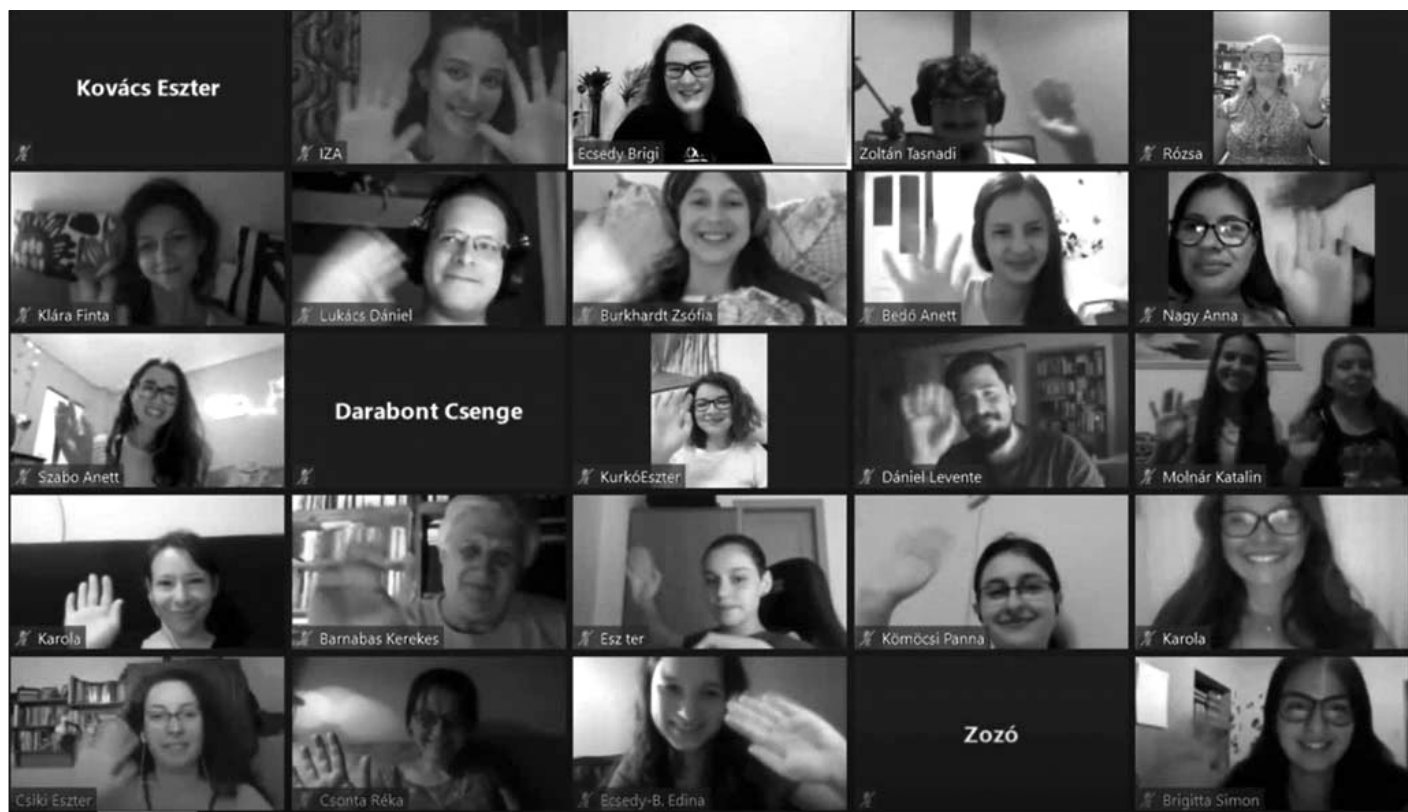 Kovács Eszter
IZA
Ecsedy Brigi
Zoltán Tasnadi
Rózsa
Klára Finta
Lukács Dániel
Burkhardt Zsófia
Bedő Anett
Nagy Anna
Szabo Anett
Darabont Csenge
KurkóEszter
Dániel Levente
Molnár Katalin
Karola
Barnabas Kerekes
Esz ter
Kömöcsi Panna
Karola
Csiki Eszter
Csonta Réka
Ecsedy-B. Edina
Zozó
Brigitta Simon